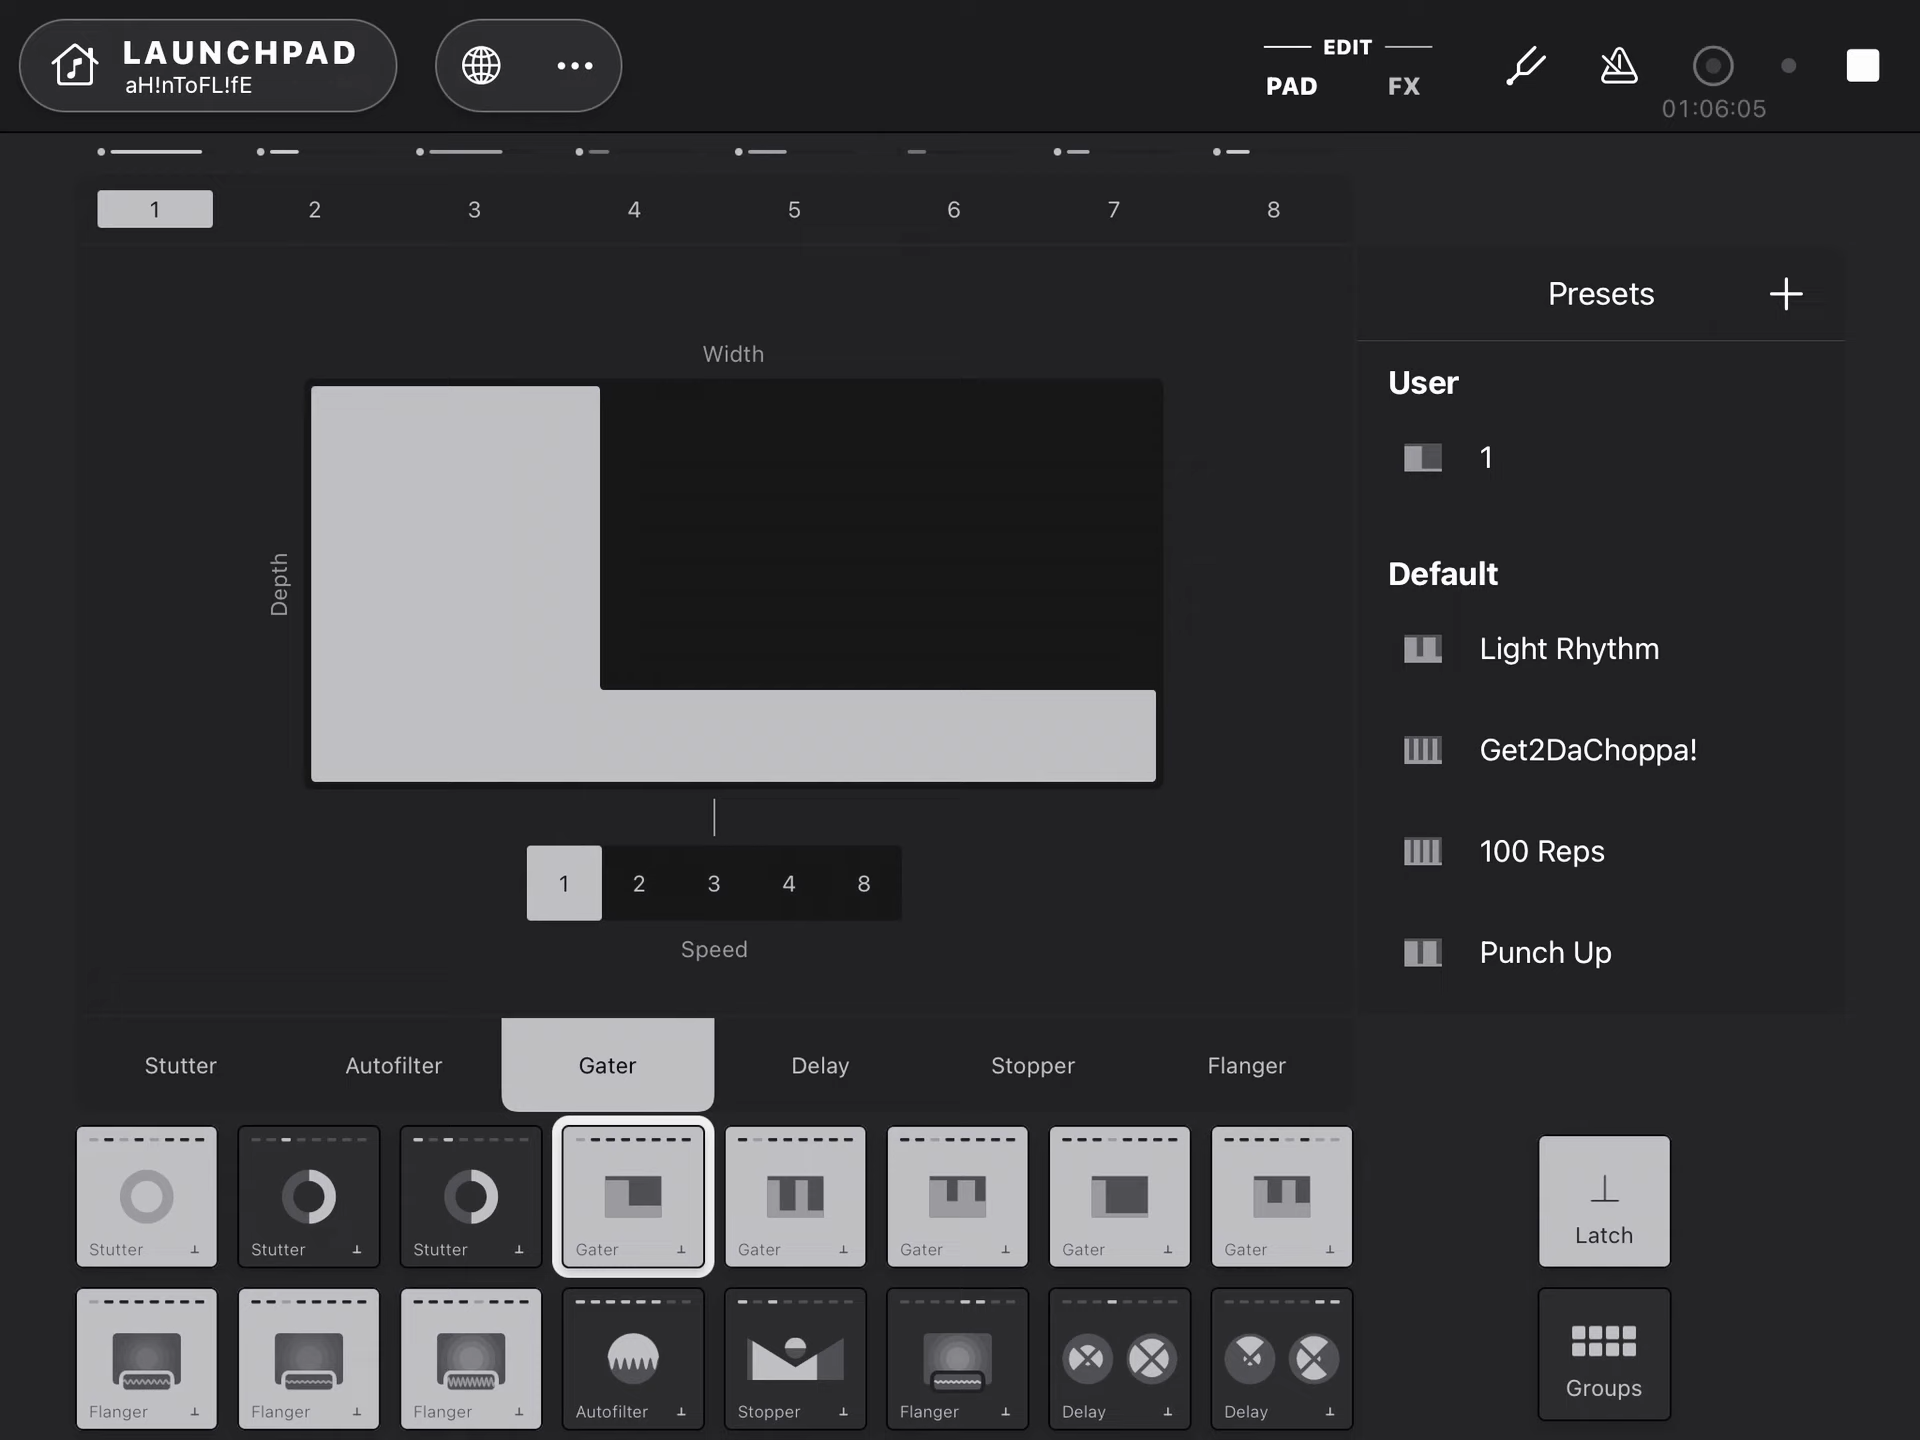 LAUNCHPAD
aH!nToFL!fE
EDIT
PAD FX
01:06:05
1 2 3 4 5 6 7 8
Presets
Width
User
1
Depth
Default
Light Rhythm
Get2DaChoppa!
100 Reps
Punch Up
1 2 3 4 8
Speed
Stutter Autofilter Gater Delay Stopper Flanger
Stutter Stutter Stutter Gater Gater Gater Gater Gater
Latch
Flanger Flanger Flanger Autofilter Stopper Flanger Delay Delay
Groups